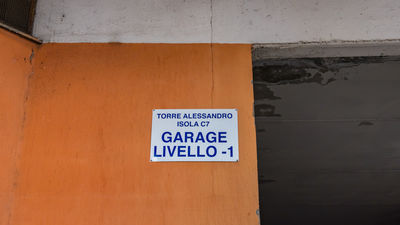 TORRE ALESSANDRO
ISOLA C7
GARAGE
LIVELLO -1